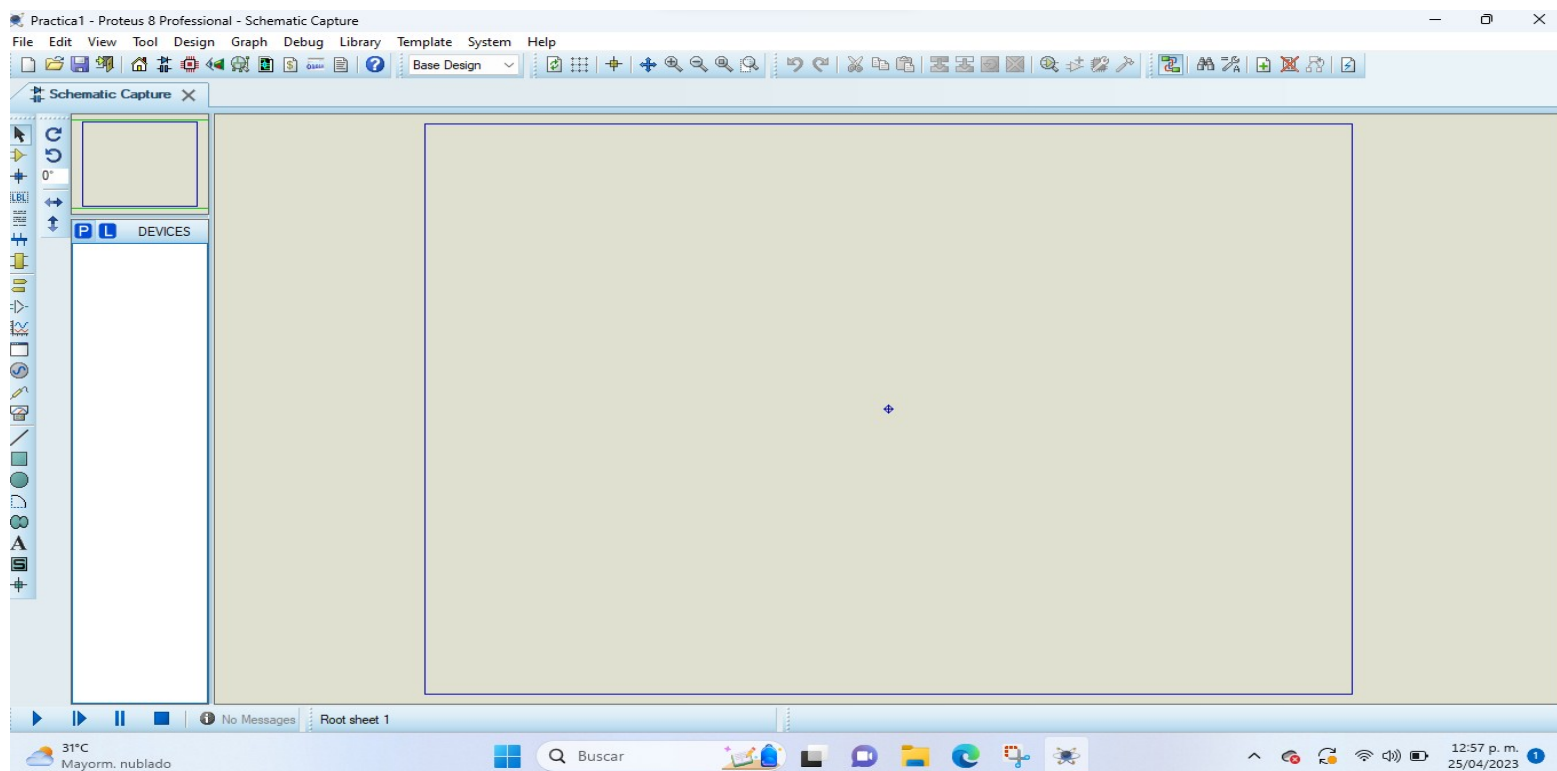 Practica1 - Proteus 8 Professional - Schematic Capture
File Edit View Tool Design Graph Debug Library Template System Help
Base Design
Schematic Capture
0°
LBL
P L DEVICES
A
S
No Messages Root sheet 1
31°C
Mayorm. nublado
Buscar
12:57 p. m.
25/04/2023
1